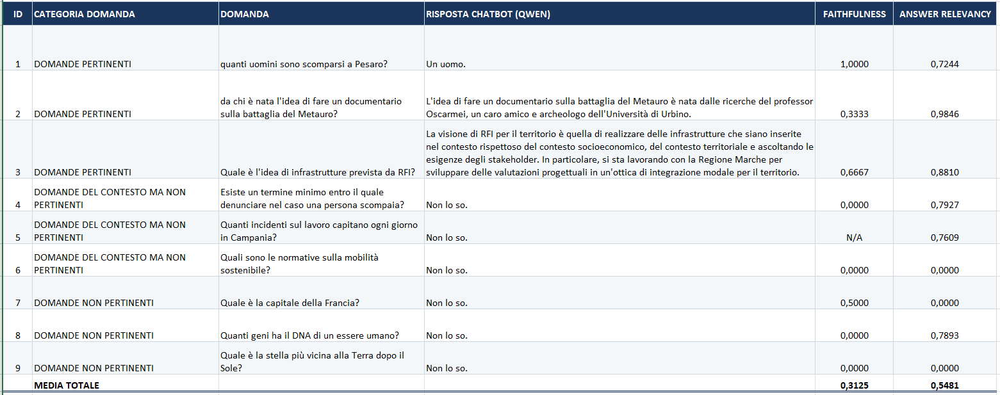 ID CATEGORIA DOMANDA DOMANDA RISPOSTA CHATBOT (QWEN) FAITHFULNESS ANSWER RELEVANCY
1 DOMANDE PERTINENTI quanti uomini sono scomparsi a Pesaro? Un uomo. 1,0000 0,7244
da chi è nata l'idea di fare un documentario L'idea di fare un documentario sulla battaglia del Metauro è nata dalle ricerche del professor
2 DOMANDE PERTINENTI sulla battaglia del Metauro? Oscarmei, un caro amico e archeologo dell'Università di Urbino. 0,3333 0,9846
La visione di RFI per il territorio è quella di realizzare delle infrastrutture che siano inserite
nel contesto rispettoso del contesto socioeconomico, del contesto territoriale e ascoltando le
esigenze degli stakeholder. In particolare, si sta lavorando con la Regione Marche per
3 DOMANDE PERTINENTI Quale è l'idea di infrastrutture prevista da RFI? sviluppare delle valutazioni progettuali in un'ottica di integrazione modale per il territorio. 0,6667 0,8810
DOMANDE DEL CONTESTO MA NON Esiste un termine minimo entro il quale
4 PERTINENTI denunciare nel caso una persona scompaia? Non lo so. 0,0000 0,7927
DOMANDE DEL CONTESTO MA NON Quanti incidenti sul lavoro capitano ogni giorno
5 PERTINENTI in Campania? Non lo so. N/A 0,7609
DOMANDE DEL CONTESTO MA NON Quali sono le normative sulla mobilità
6 PERTINENTI sostenibile? Non lo so. 0,0000 0,0000
7 DOMANDE NON PERTINENTI Quale è la capitale della Francia? Non lo so. 0,5000 0,0000
8 DOMANDE NON PERTINENTI Quanti geni ha il DNA di un essere umano? Non lo so. 0,0000 0,7893
Quale è la stella più vicina alla Terra dopo il
9 DOMANDE NON PERTINENTI Sole? Non lo so. 0,0000 0,0000
MEDIA TOTALE 0,3125 0,5481